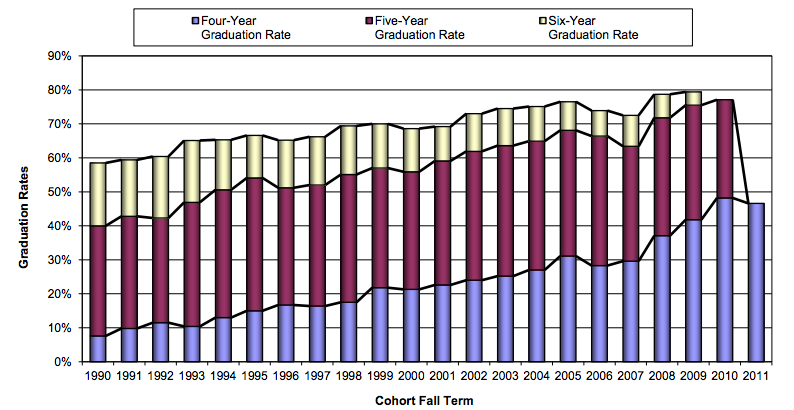 Four-Year Five-Year Six-Year
Graduation Rate Graduation Rate Graduation Rate
90%
80%
70%
60%
50%
40%
30%
20%
10%
0%
Graduation Rates
1990 1991 1992 1993 1994 1995 1996 1997 1998 1999 2000 2001 2002 2003 2004 2005 2006 2007 2008 2009 2010 2011
Cohort Fall Term